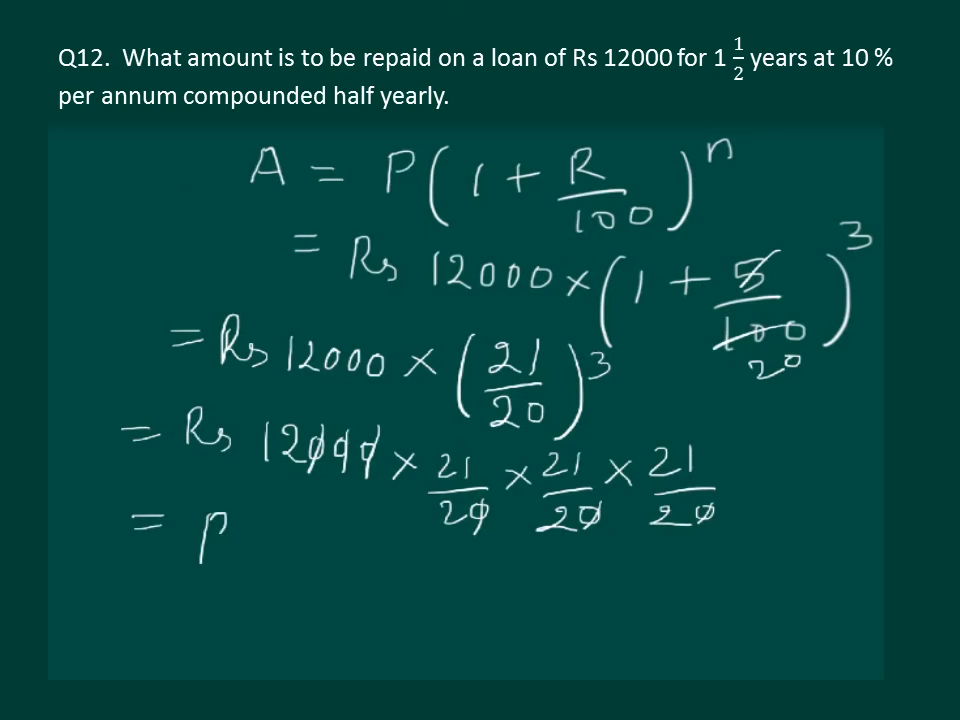 Q12. What amount is to be repaid on a loan of Rs 12000 for 1 1/2 years at 10 %
per annum compounded half yearly.
A = P(1 + R/100)^n
= Rs 12000 × (1 + 5/100)^3
20
= Rs 12000 × (21/20)^3
= Rs 12000 × 21/20 × 21/20 × 21/20
=